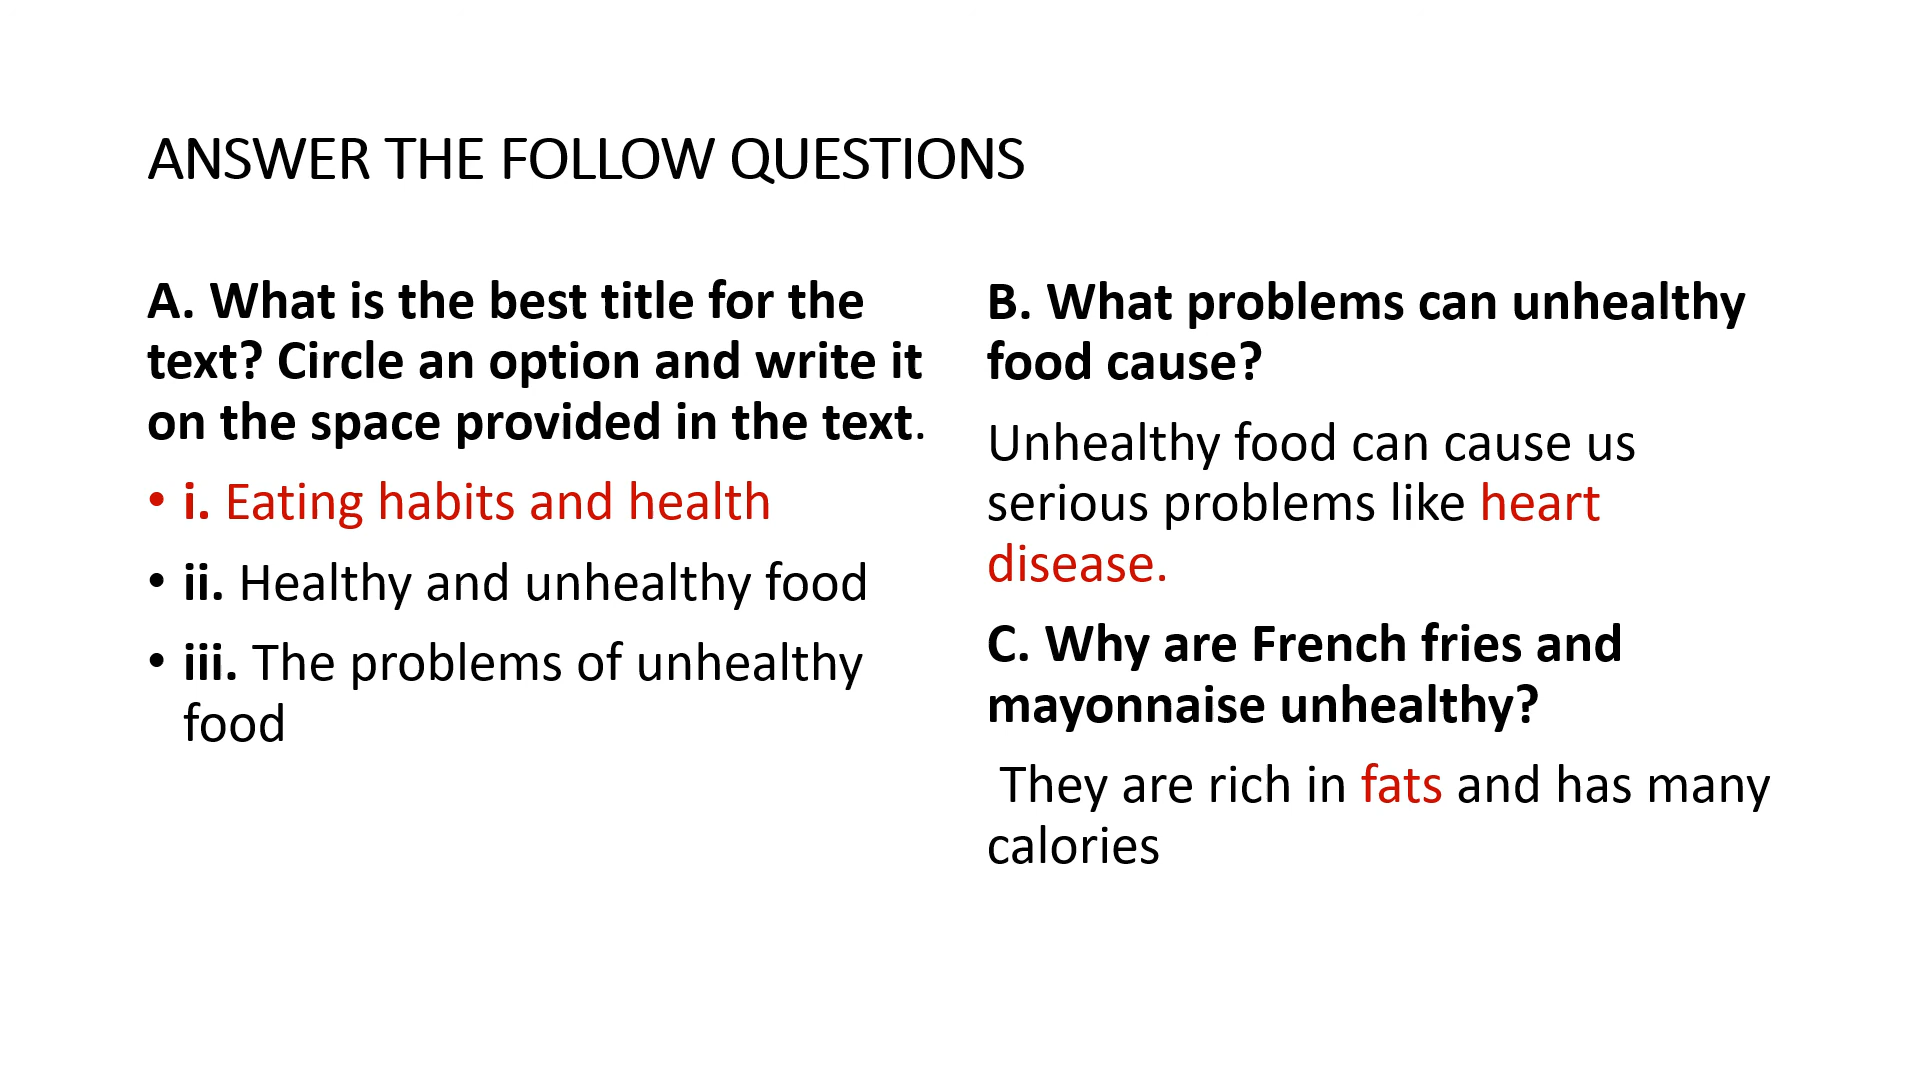 ANSWER THE FOLLOW QUESTIONS
A. What is the best title for the
text? Circle an option and write it
on the space provided in the text.
• i. Eating habits and health
• ii. Healthy and unhealthy food
• iii. The problems of unhealthy
food
B. What problems can unhealthy
food cause?
Unhealthy food can cause us
serious problems like heart
disease.
C. Why are French fries and
mayonnaise unhealthy?
They are rich in fats and has many
calories